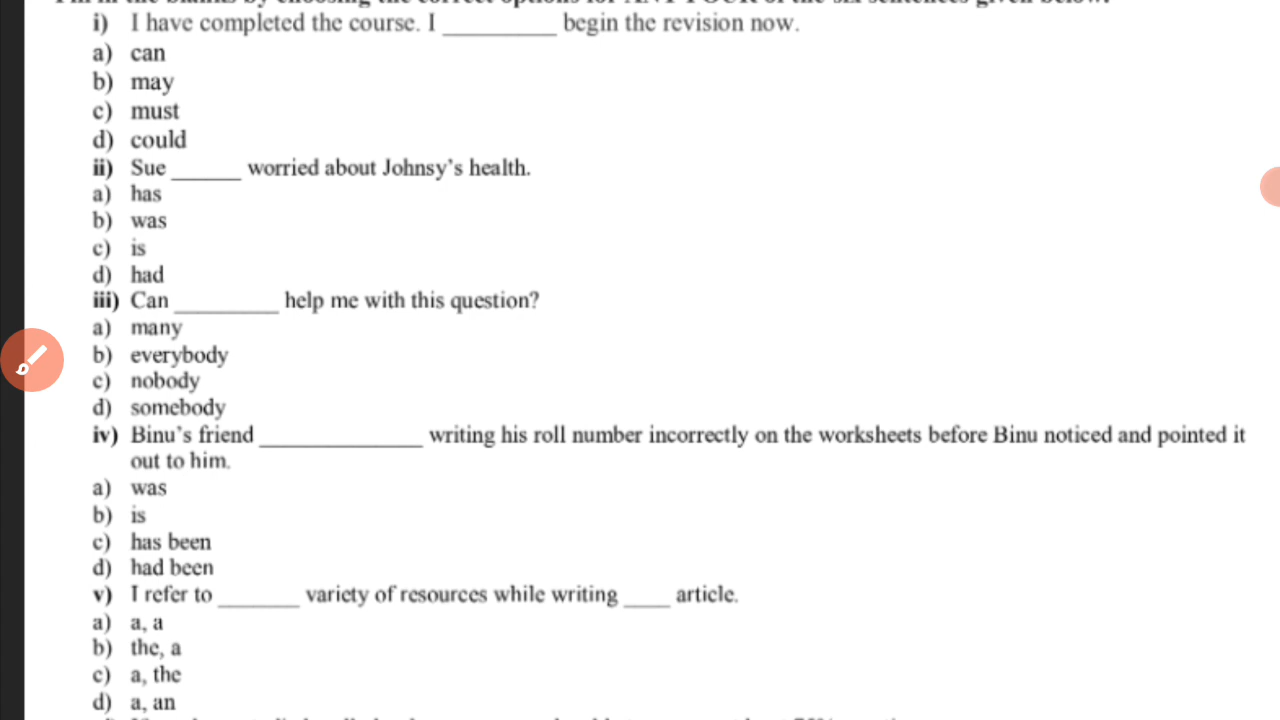 i) I have completed the course. I __________ begin the revision now.
a) can
b) may
c) must
d) could
ii) Sue ______ worried about Johnsy's health.
a) has
b) was
c) is
d) had
iii) Can _________ help me with this question?
a) many
b) everybody
c) nobody
d) somebody
iv) Binu's friend ______________ writing his roll number incorrectly on the worksheets before Binu noticed and pointed it
out to him.
a) was
b) is
c) has been
d) had been
v) I refer to _______ variety of resources while writing ____ article.
a) a, a
b) the, a
c) a, the
d) a, an